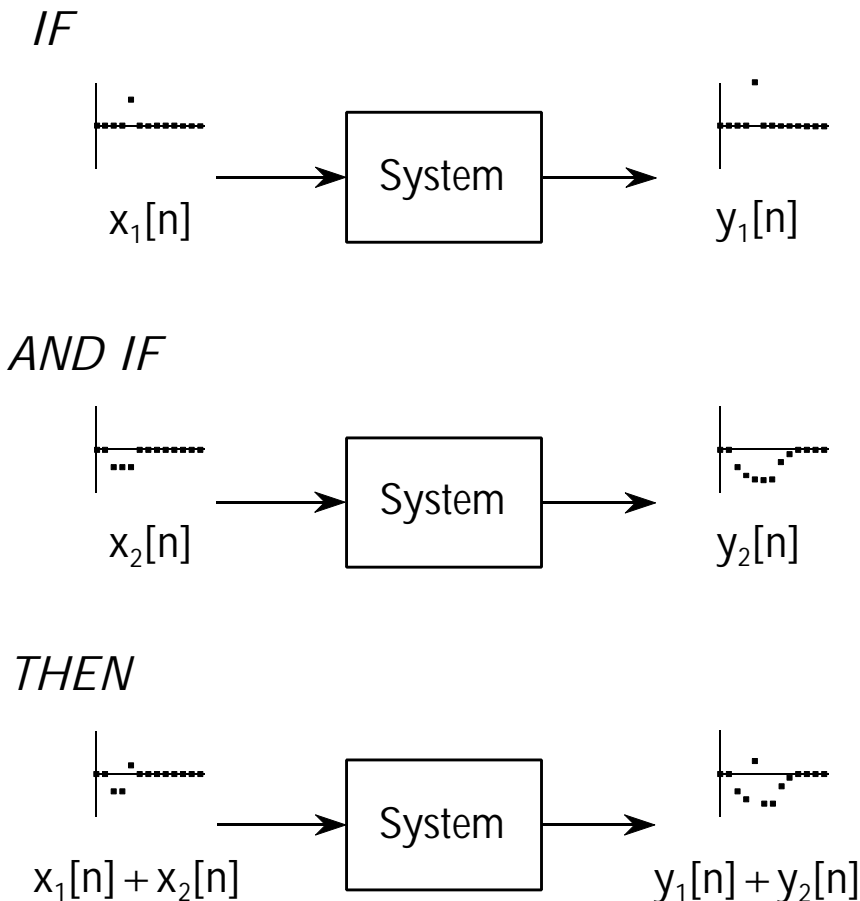 IF
System
x₁[n]
y₁[n]
AND IF
System
x₂[n]
y₂[n]
THEN
System
x₁[n] + x₂[n]
y₁[n] + y₂[n]